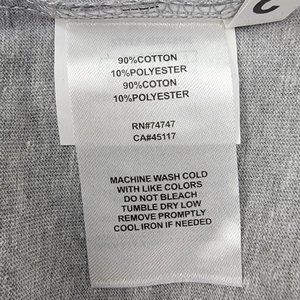 2
90%COTTON
10%POLYESTER
90%COTON
10%POLYESTER
RN#74747
CA#45117
MACHINE WASH COLD
WITH LIKE COLORS
DO NOT BLEACH
TUMBLE DRY LOW
REMOVE PROMPTLY
COOL IRON IF NEEDED